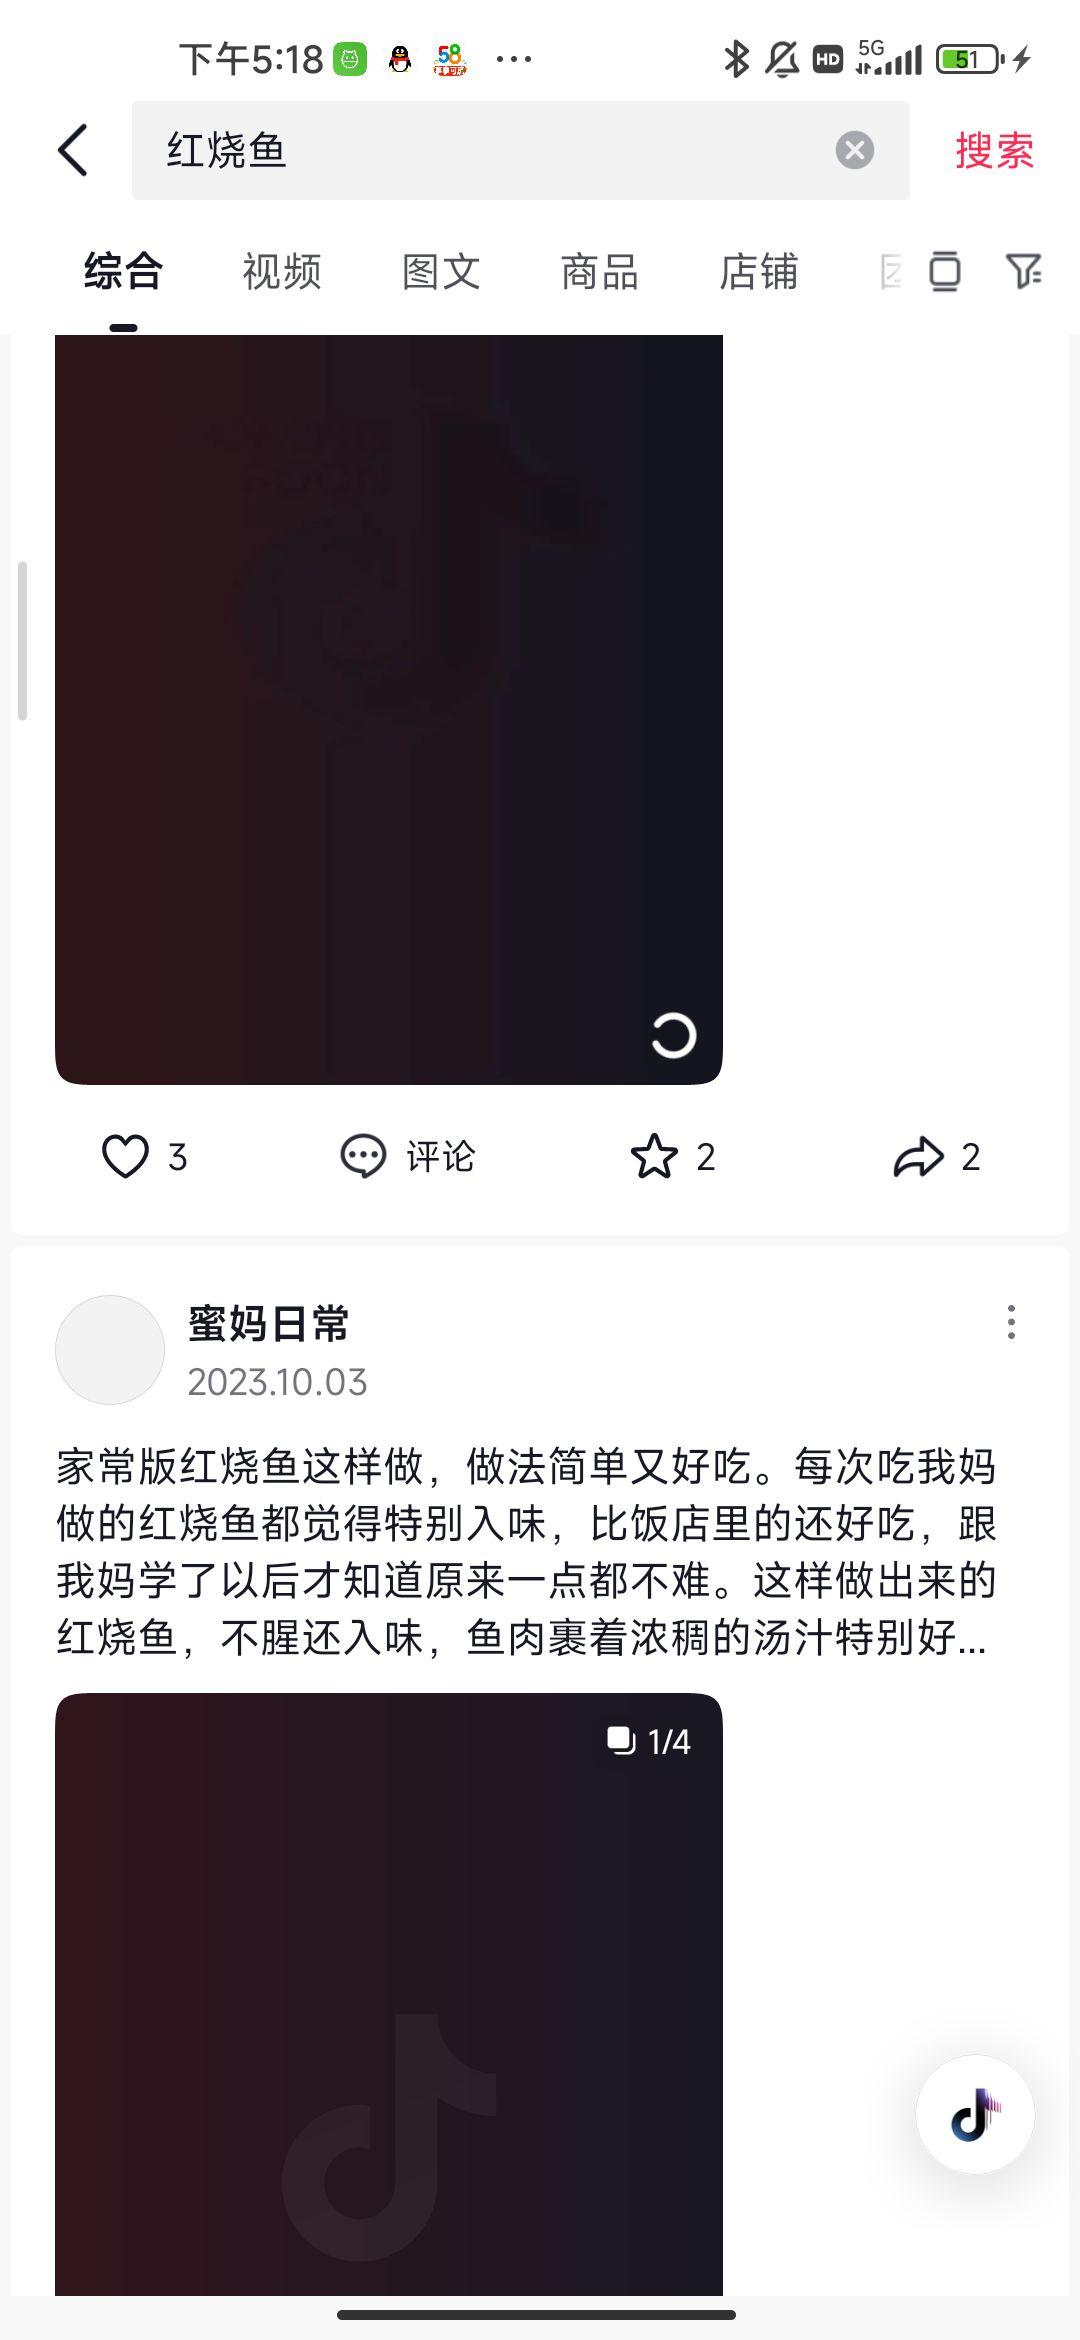 下午5:18
58
HD
5G
51
红烧鱼
搜索
综合
视频
图文
商品
店铺
3
评论
2
2
蜜妈日常
2023.10.03
家常版红烧鱼这样做，做法简单又好吃。每次吃我妈
做的红烧鱼都觉得特别入味，比饭店里的还好吃，跟
我妈学了以后才知道原来一点都不难。这样做出来的
红烧鱼，不腥还入味，鱼肉裹着浓稠的汤汁特别好...
1/4